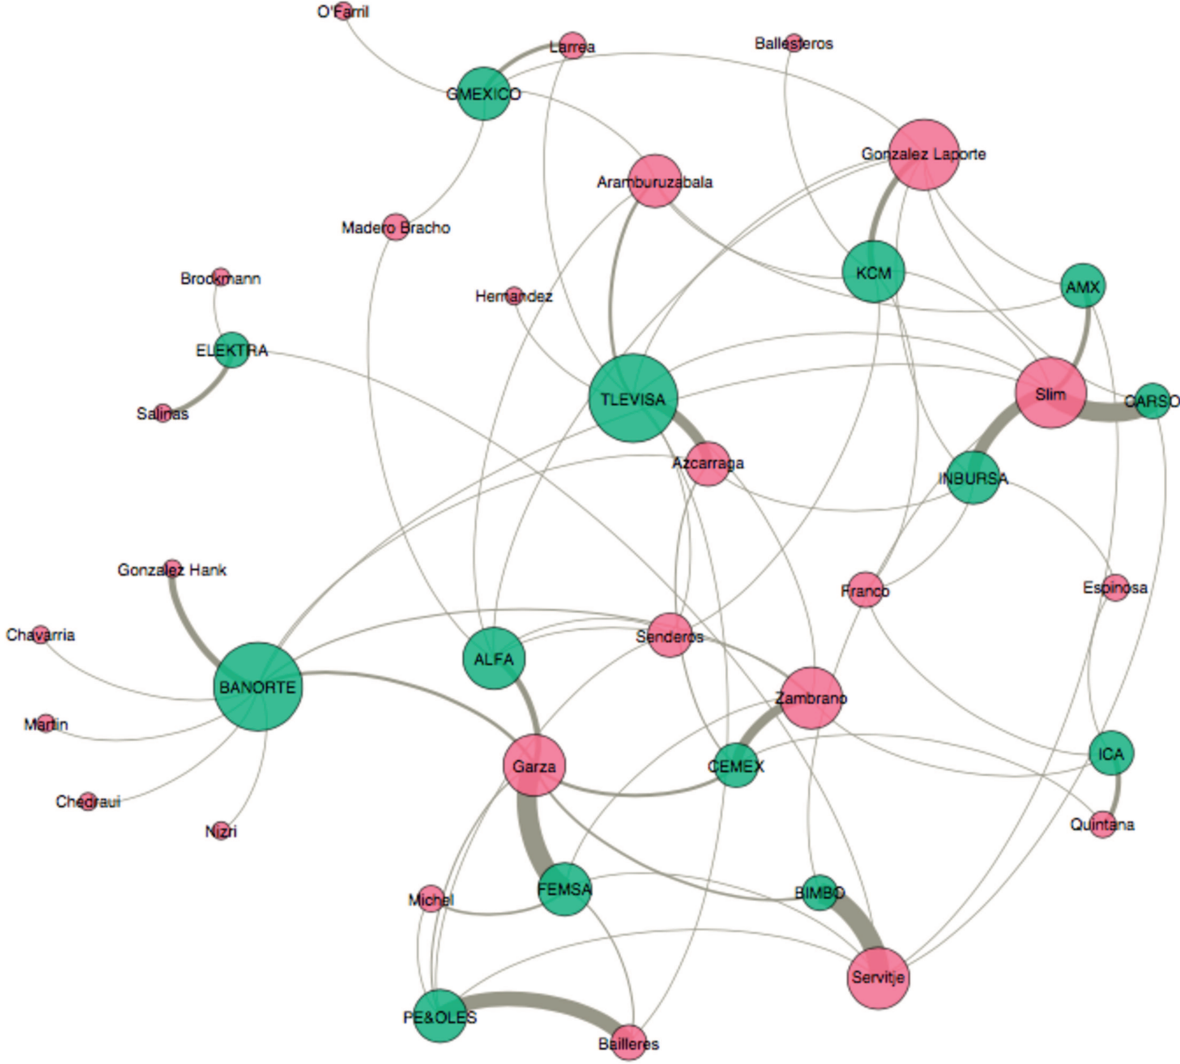 O'Farril
Larrea
Ballesteros
GMEXICO
Gonzalez Laporte
Aramburuzabala
Madero Bracho
KCM
Brockmann
AMX
Hernandez
ELEKTRA
Slim
TLEVISA
CARSO
Salinas
Azcarraga
INBURSA
Gonzalez Hank
Franco
Espinosa
Chavarria
Senderos
ALFA
BANORTE
Zambrano
Martin
ICA
Garza
CEMEX
Chedraui
Quintana
Nizri
FEMSA
BIMBO
Michel
Servitje
PE&OLES
Bailleres